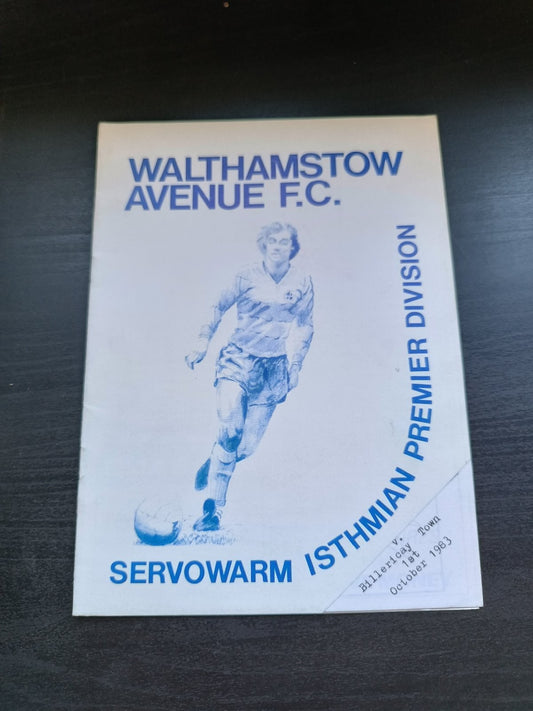 WALTHAMSTOW
AVENUE F.C.
SERVOWARM ISTHMIAN PREMIER DIVISION
v.
Billericay Town
1st
October 1983